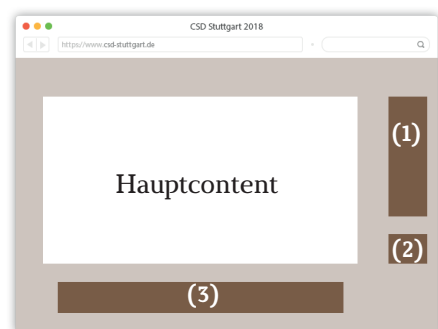 CSD Stuttgart 2018
https://www.csd-stuttgart.de
(1)
Hauptcontent
(2)
(3)